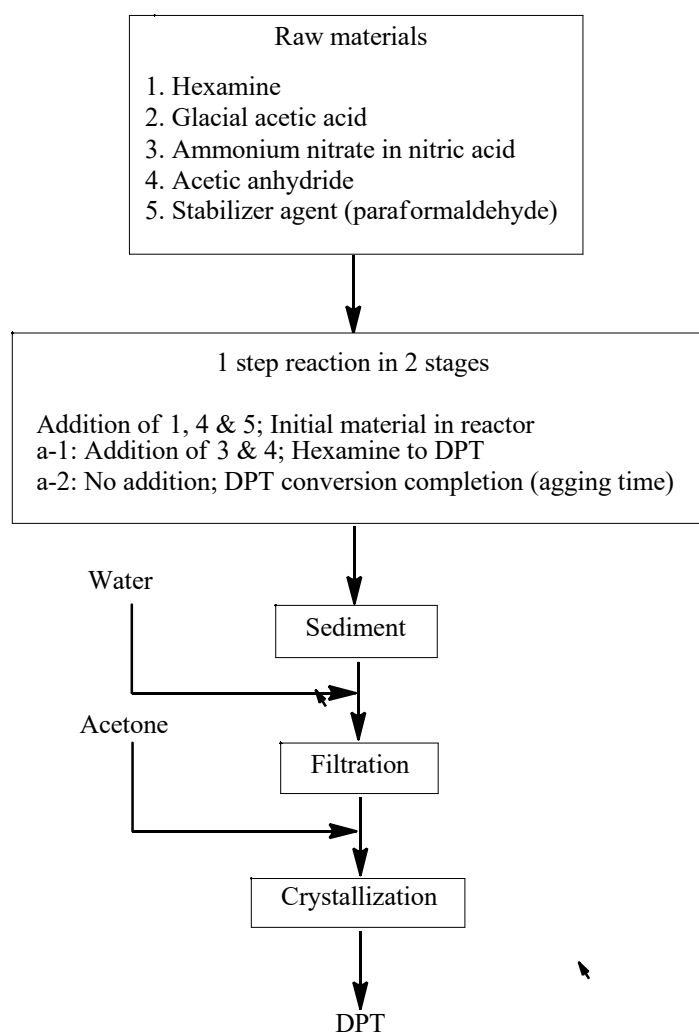 Raw materials
1. Hexamine
2. Glacial acetic acid
3. Ammonium nitrate in nitric acid
4. Acetic anhydride
5. Stabilizer agent (paraformaldehyde)
1 step reaction in 2 stages
Addition of 1, 4 & 5; Initial material in reactor
a-1: Addition of 3 & 4; Hexamine to DPT
a-2: No addition; DPT conversion completion (agging time)
Water
Sediment
Acetone
Filtration
Crystallization
DPT